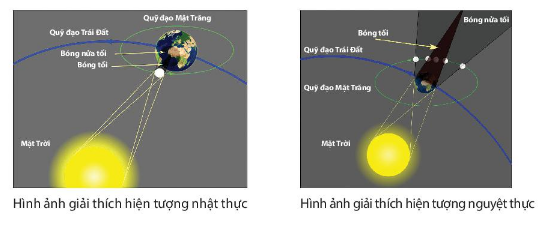 Quỹ đạo Mặt Trăng
Quỹ đạo Trái Đất
Bóng nửa tối
Bóng tối
Mặt Trời
Hình ảnh giải thích hiện tượng nhật thực
Bóng nửa tối
Bóng tối
Quỹ đạo Trái Đất
Quỹ đạo Mặt Trăng
Mặt Trời
Hình ảnh giải thích hiện tượng nguyệt thực